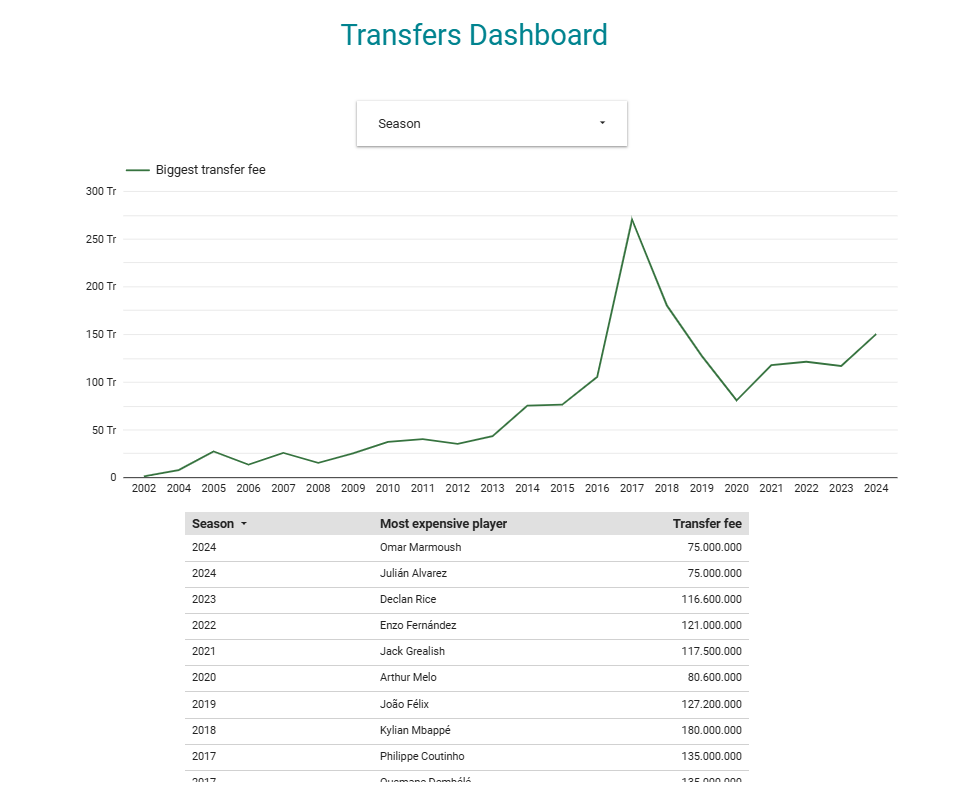 Transfers Dashboard
Season
Biggest transfer fee
300 Tr
250 Tr
200 Tr
150 Tr
100 Tr
50 Tr
0
2002 2004 2005 2006 2007 2008 2009 2010 2011 2012 2013 2014 2015 2016 2017 2018 2019 2020 2021 2022 2023 2024
Season Most expensive player Transfer fee
2024 Omar Marmoush 75.000.000
2024 Julián Alvarez 75.000.000
2023 Declan Rice 116.600.000
2022 Enzo Fernández 121.000.000
2021 Jack Grealish 117.500.000
2020 Arthur Melo 80.600.000
2019 João Félix 127.200.000
2018 Kylian Mbappé 180.000.000
2017 Philippe Coutinho 135.000.000
2017 Ousmane Dembélé 135.000.000